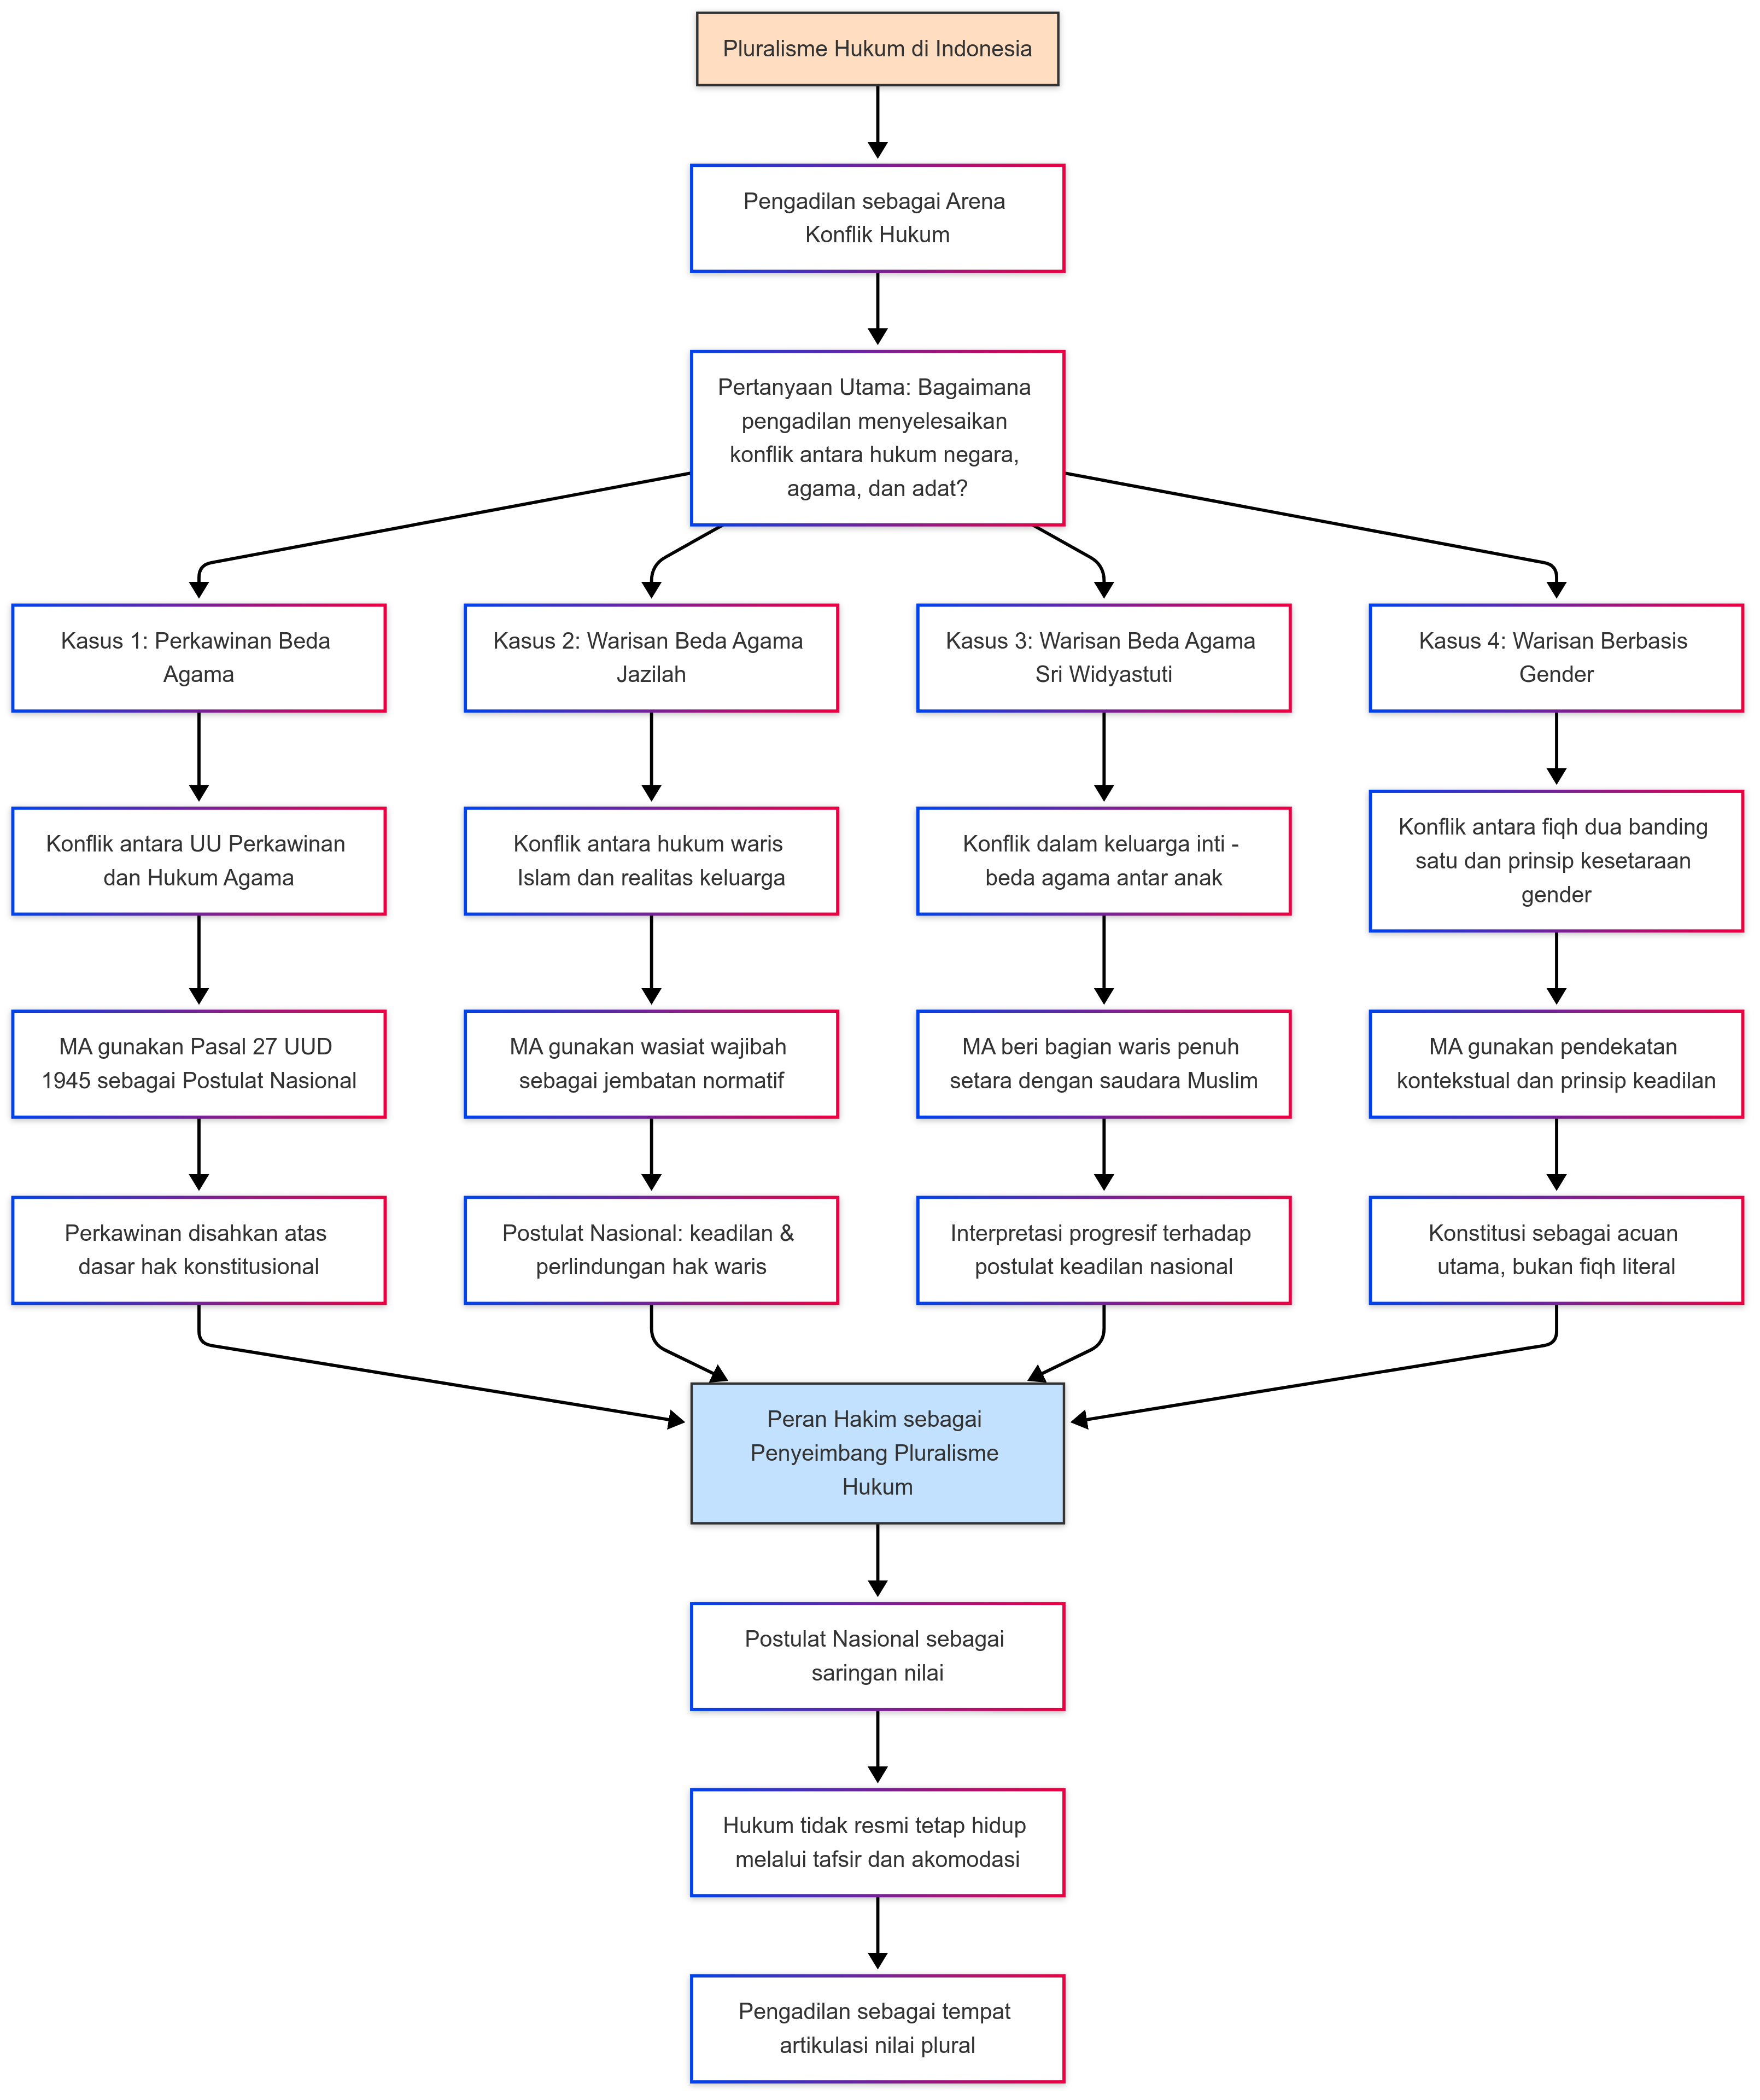 Pluralisme Hukum di Indonesia
Pengadilan sebagai Arena
Konflik Hukum
Pertanyaan Utama: Bagaimana
pengadilan menyelesaikan
konflik antara hukum negara,
agama, dan adat?
Kasus 1: Perkawinan Beda
Agama
Kasus 2: Warisan Beda Agama
Jazilah
Kasus 3: Warisan Beda Agama
Sri Widyastuti
Kasus 4: Warisan Berbasis
Gender
Konflik antara UU Perkawinan
dan Hukum Agama
Konflik antara hukum waris
Islam dan realitas keluarga
Konflik dalam keluarga inti -
beda agama antar anak
Konflik antara fiqh dua banding
satu dan prinsip kesetaraan
gender
MA gunakan Pasal 27 UUD
1945 sebagai Postulat Nasional
MA gunakan wasiat wajibah
sebagai jembatan normatif
MA beri bagian waris penuh
setara dengan saudara Muslim
MA gunakan pendekatan
kontekstual dan prinsip keadilan
Perkawinan disahkan atas
dasar hak konstitusional
Postulat Nasional: keadilan &
perlindungan hak waris
Interpretasi progresif terhadap
postulat keadilan nasional
Konstitusi sebagai acuan
utama, bukan fiqh literal
Peran Hakim sebagai
Penyeimbang Pluralisme
Hukum
Postulat Nasional sebagai
saringan nilai
Hukum tidak resmi tetap hidup
melalui tafsir dan akomodasi
Pengadilan sebagai tempat
artikulasi nilai plural